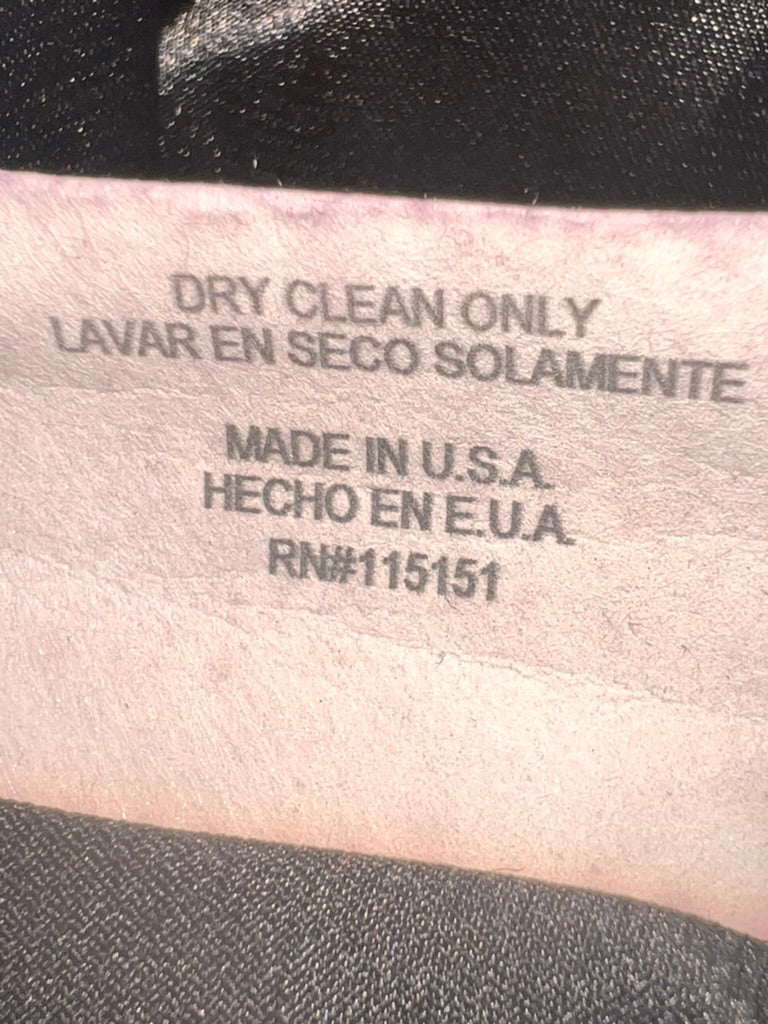 DRY CLEAN ONLY
LAVAR EN SECO SOLAMENTE
MADE IN U.S.A.
HECHO EN E.U.A.
RN#115151